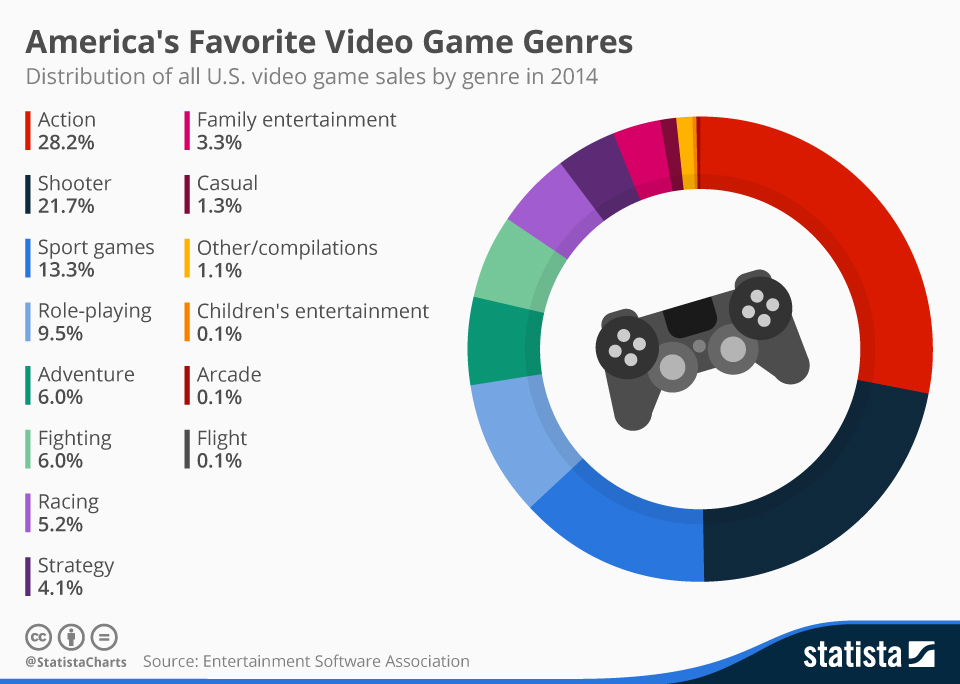 America's Favorite Video Game Genres
Distribution of all U.S. video game sales by genre in 2014
Action
28.2%
Shooter
21.7%
Sport games
13.3%
Role-playing
9.5%
Adventure
6.0%
Fighting
6.0%
Racing
5.2%
Strategy
4.1%
Family entertainment
3.3%
Casual
1.3%
Other/compilations
1.1%
Children's entertainment
0.1%
Arcade
0.1%
Flight
0.1%
cc
@StatistaCharts
Source: Entertainment Software Association
statista